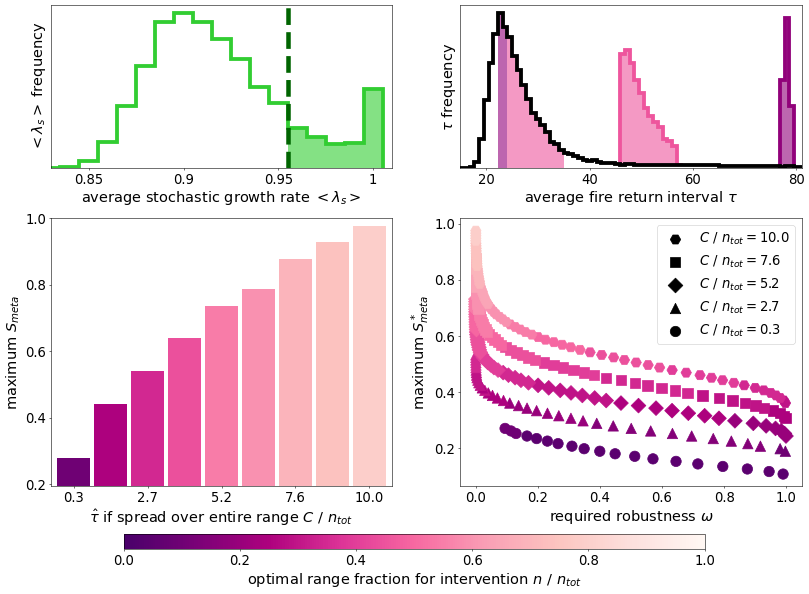 < λs > frequency
0.85 0.9 0.95 1
average stochastic growth rate < λs >
τ frequency
20 40 60 80
average fire return interval τ
maximum Smeta
1.0
0.8
0.6
0.4
0.2
0.3 2.7 5.2 7.6 10.0
τ̂ if spread over entire range C / ntot
maximum S*meta
1.0
0.8
0.6
0.4
0.2
C / ntot = 10.0
C / ntot = 7.6
C / ntot = 5.2
C / ntot = 2.7
C / ntot = 0.3
0.0 0.2 0.4 0.6 0.8 1.0
required robustness ω
0.0 0.2 0.4 0.6 0.8 1.0
optimal range fraction for intervention n / ntot